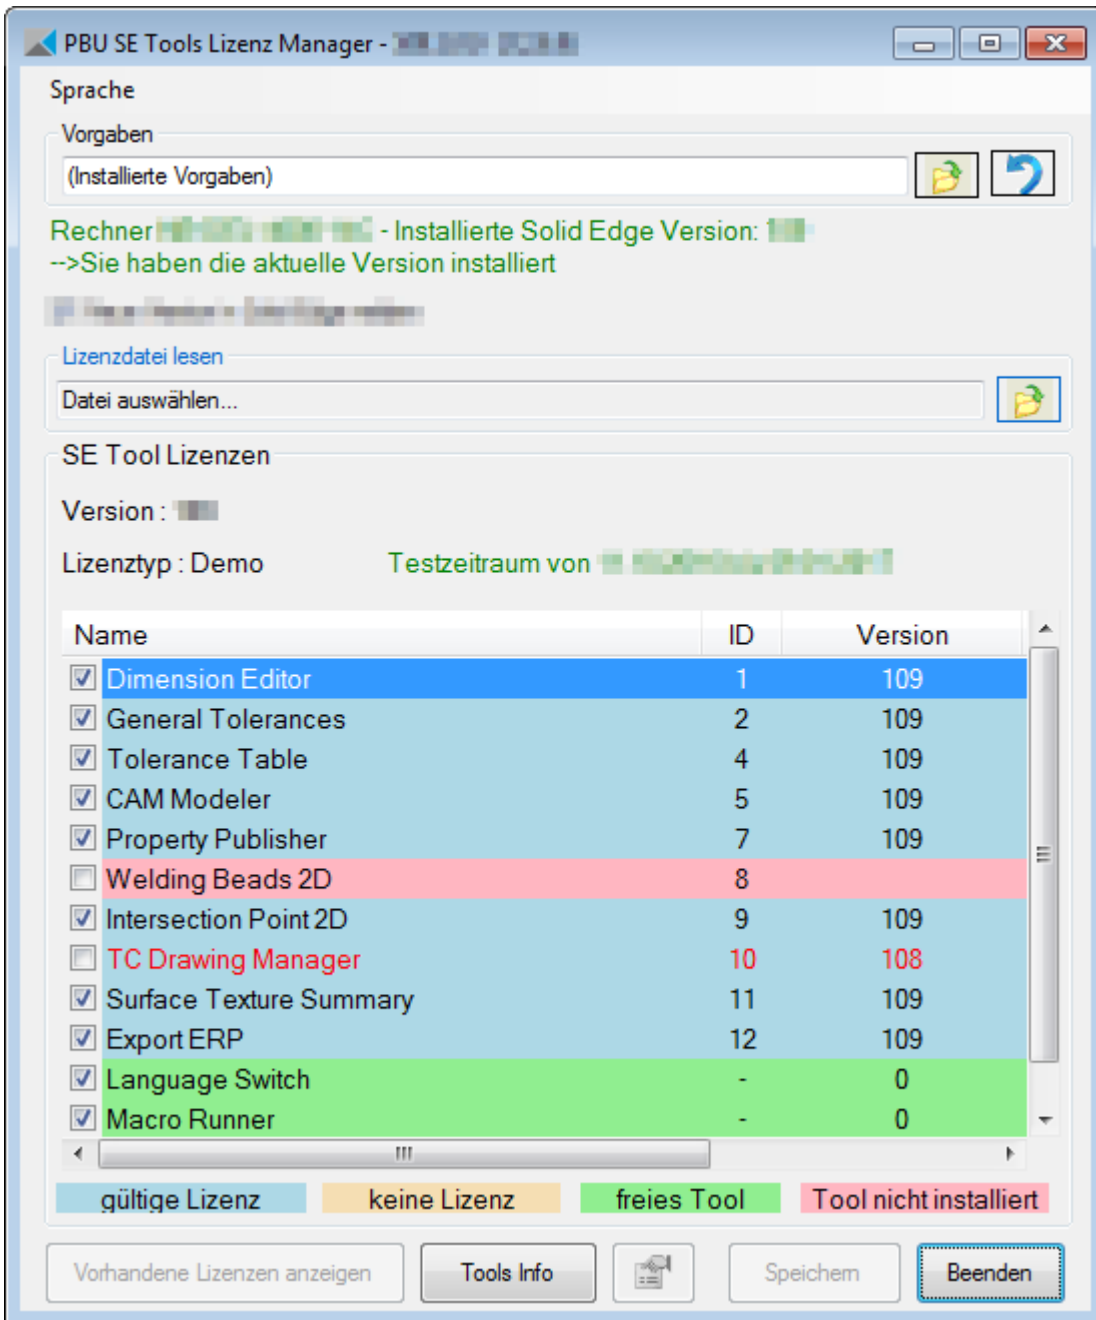 PBU SE Tools Lizenz Manager -
Sprache
Vorgaben
(Installierte Vorgaben)
Rechner - Installierte Solid Edge Version:
-->Sie haben die aktuelle Version installiert
Lizenzdatei lesen
Datei auswählen...
SE Tool Lizenzen
Version :
Lizenztyp : Demo Testzeitraum von
Name ID Version
Dimension Editor 1 109
General Tolerances 2 109
Tolerance Table 4 109
CAM Modeler 5 109
Property Publisher 7 109
Welding Beads 2D 8
Intersection Point 2D 9 109
TC Drawing Manager 10 108
Surface Texture Summary 11 109
Export ERP 12 109
Language Switch - 0
Macro Runner - 0
gültige Lizenz keine Lizenz freies Tool Tool nicht installiert
Vorhandene Lizenzen anzeigen Tools Info Speichern Beenden